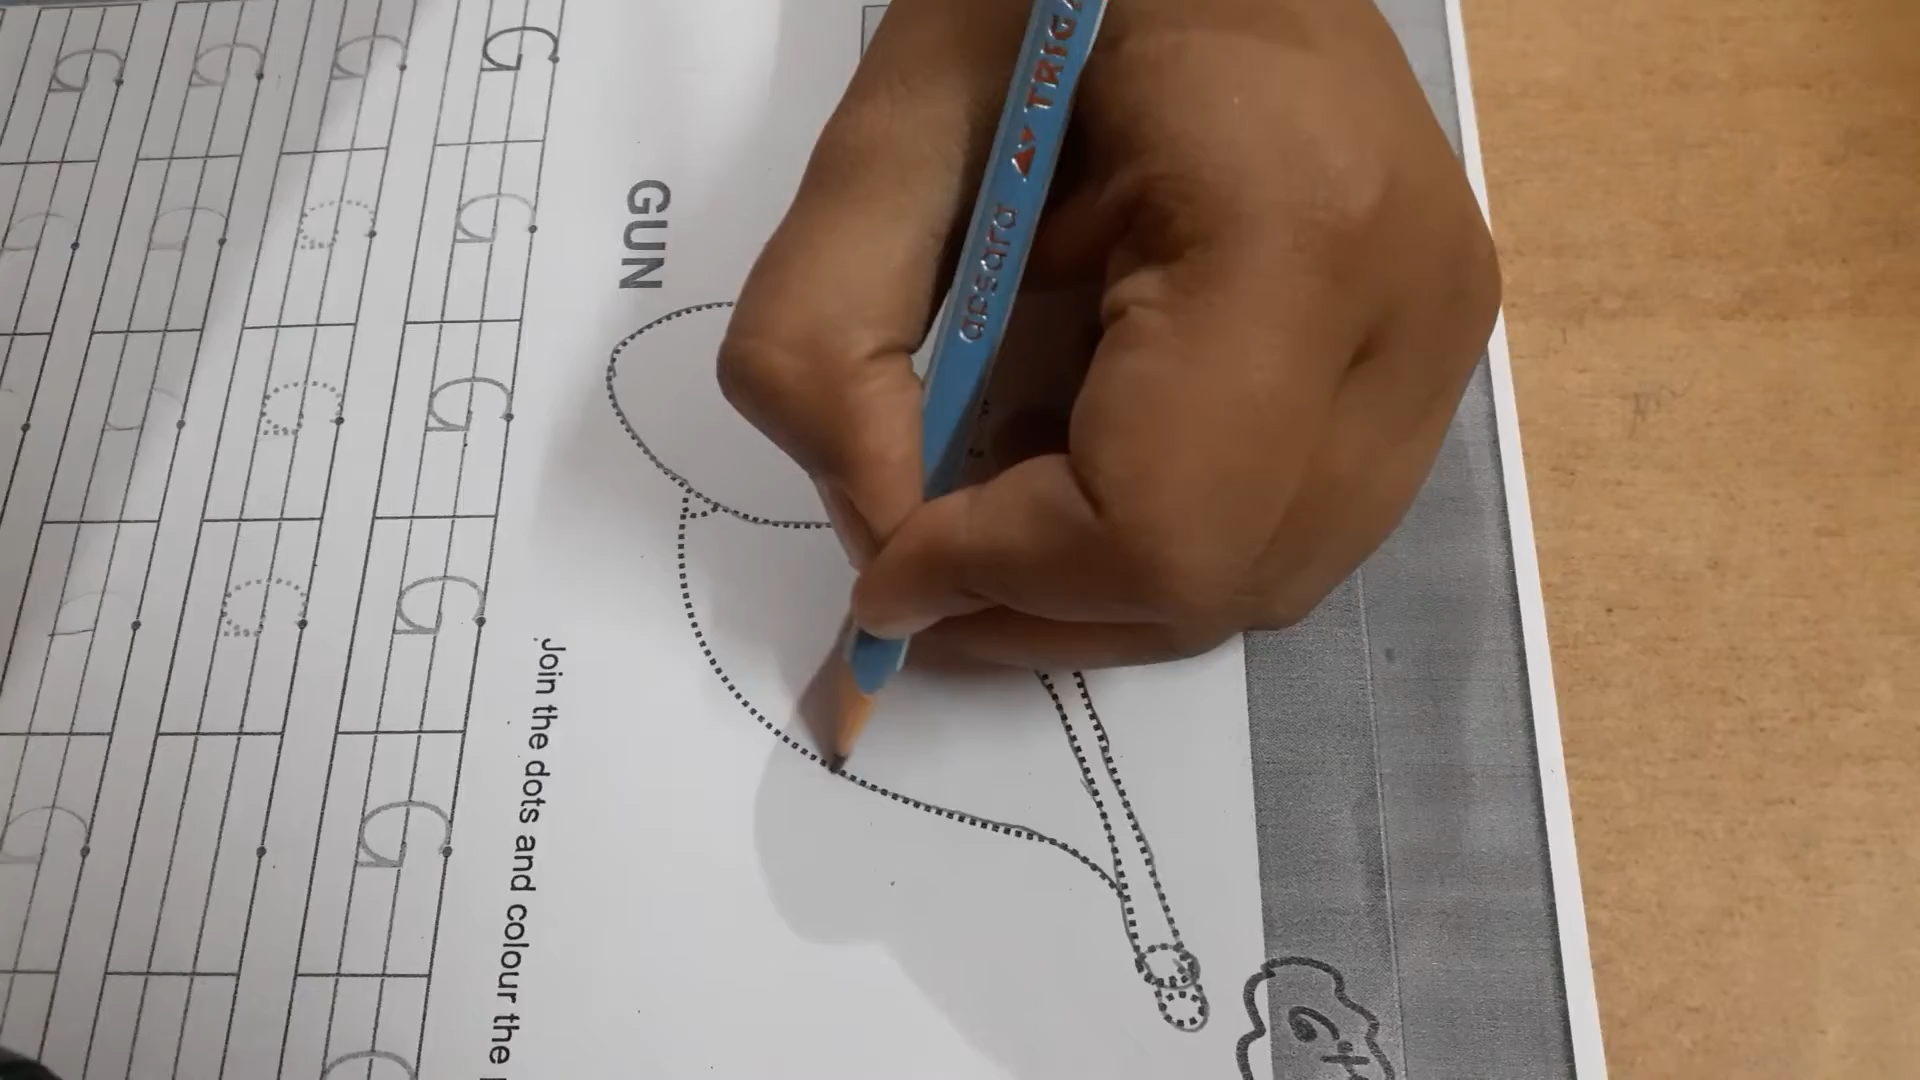 GUN
apsara TRIGA
Join the dots and colour the
G G G G G G
G G G G
G G G G
G G